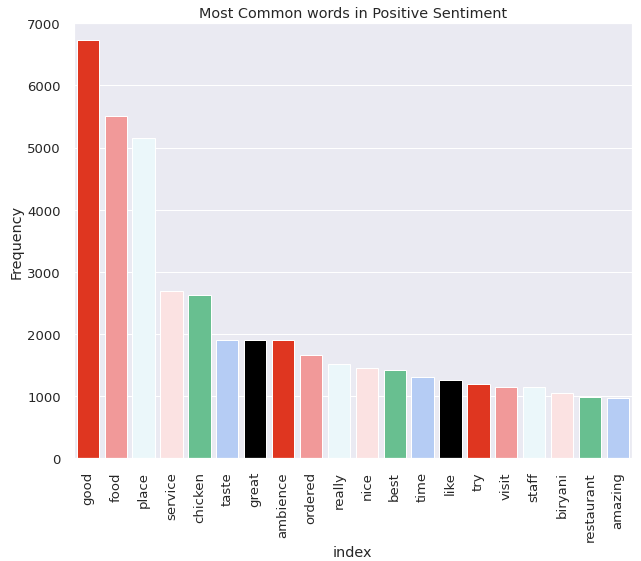 Most Common words in Positive Sentiment
7000
6000
5000
4000
3000
2000
1000
0
Frequency
good
food
place
service
chicken
taste
great
ambience
ordered
really
nice
best
time
like
try
visit
staff
biryani
restaurant
amazing
index